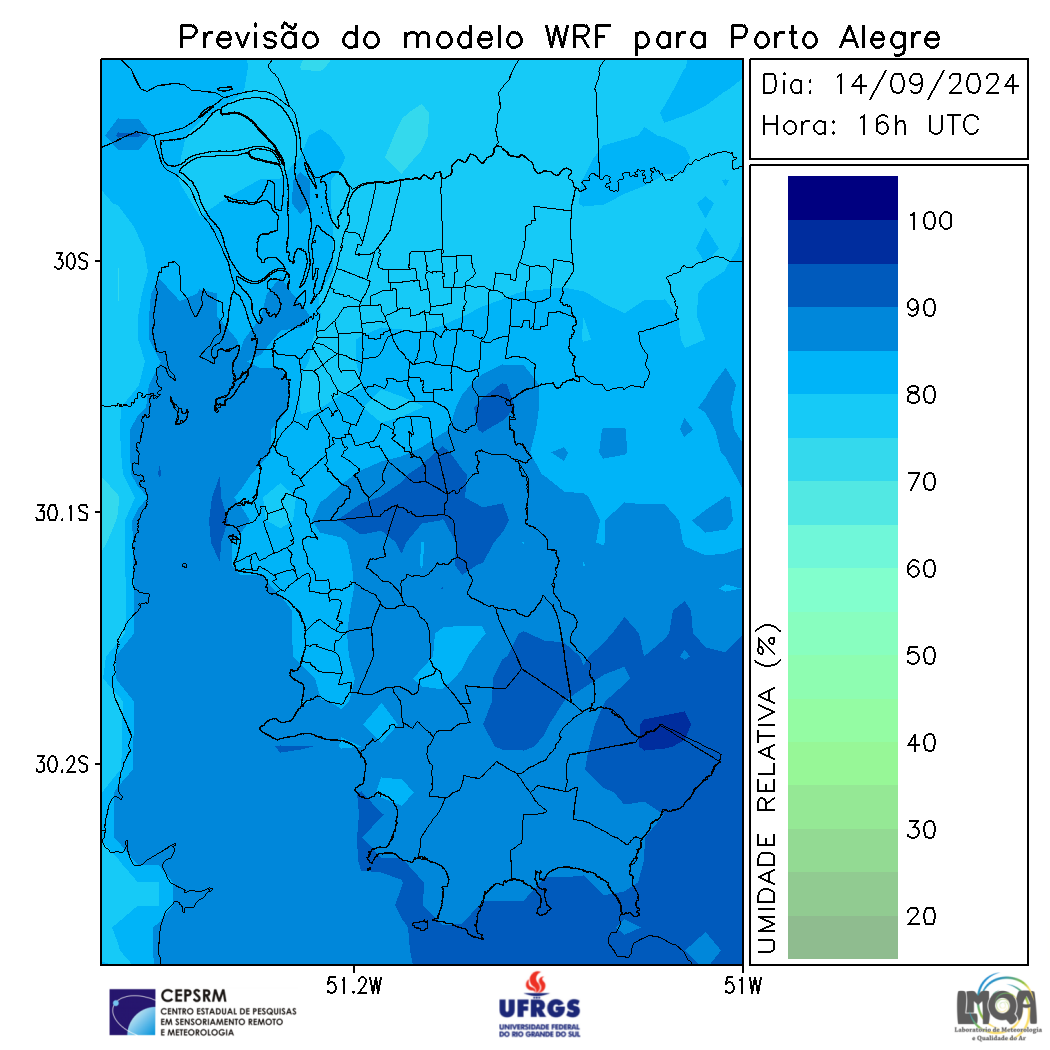 Previsão do modelo WRF para Porto Alegre
Dia: 14/09/2024
Hora: 16h UTC
30S
30.1S
30.2S
51.2W
51W
100
90
80
70
60
50
40
30
20
UMIDADE RELATIVA (%)
CEPSRM
CENTRO ESTADUAL DE PESQUISAS
EM SENSORIAMENTO REMOTO
E METEOROLOGIA
UFRGS
UNIVERSIDADE FEDERAL
DO RIO GRANDE DO SUL
LMQA
Laboratório de Meteorologia
e Qualidade do Ar